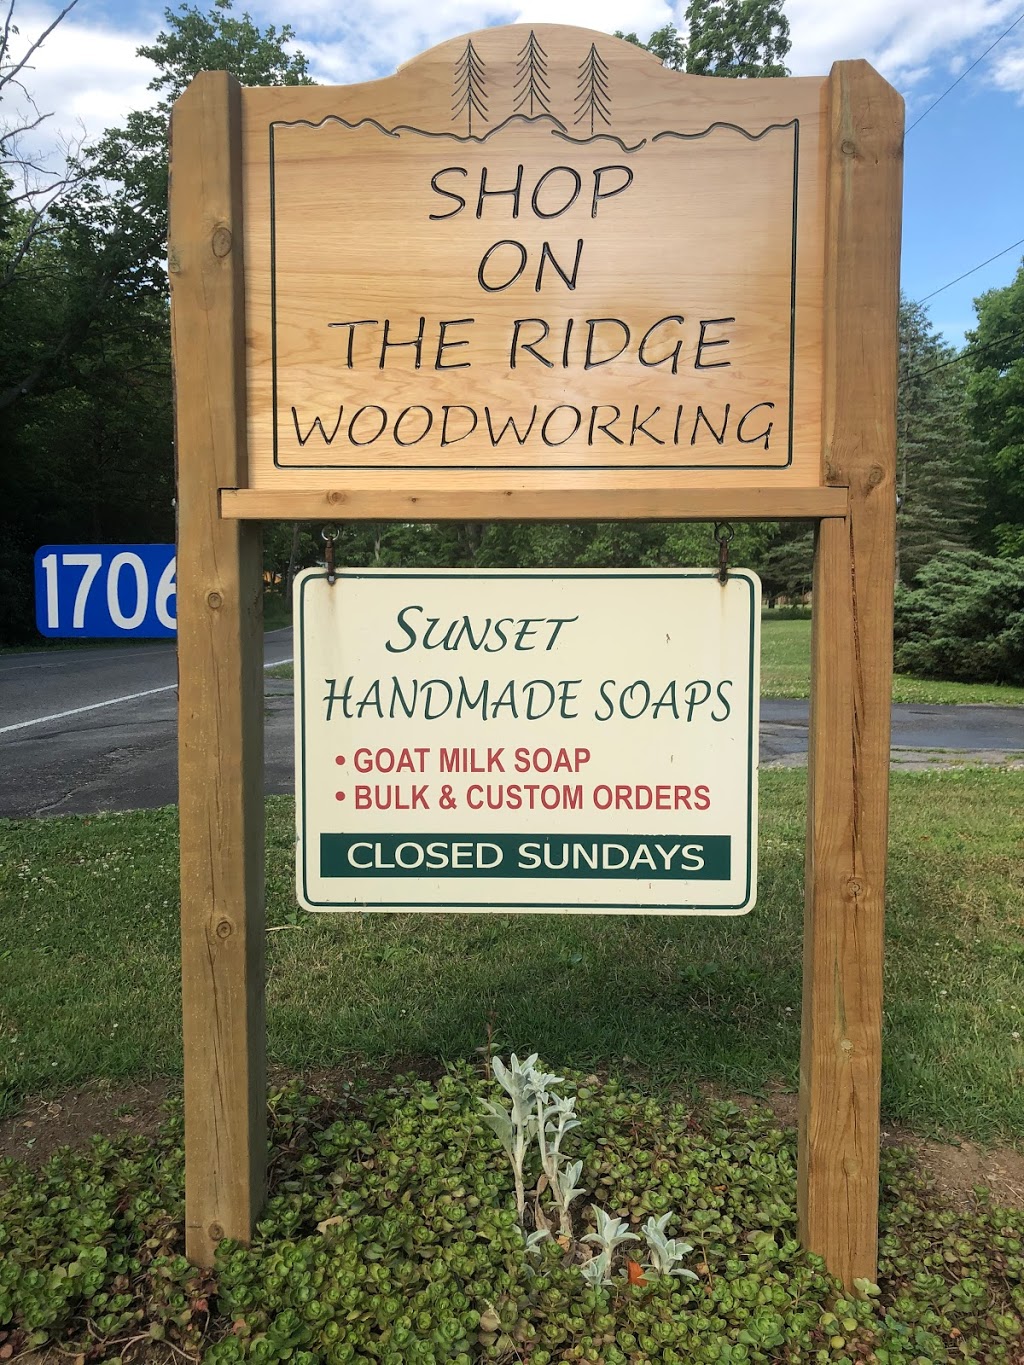 SHOP
ON
THE RIDGE
WOODWORKING
1706
SUNSET
HANDMADE SOAPS
• GOAT MILK SOAP
• BULK & CUSTOM ORDERS
CLOSED SUNDAYS